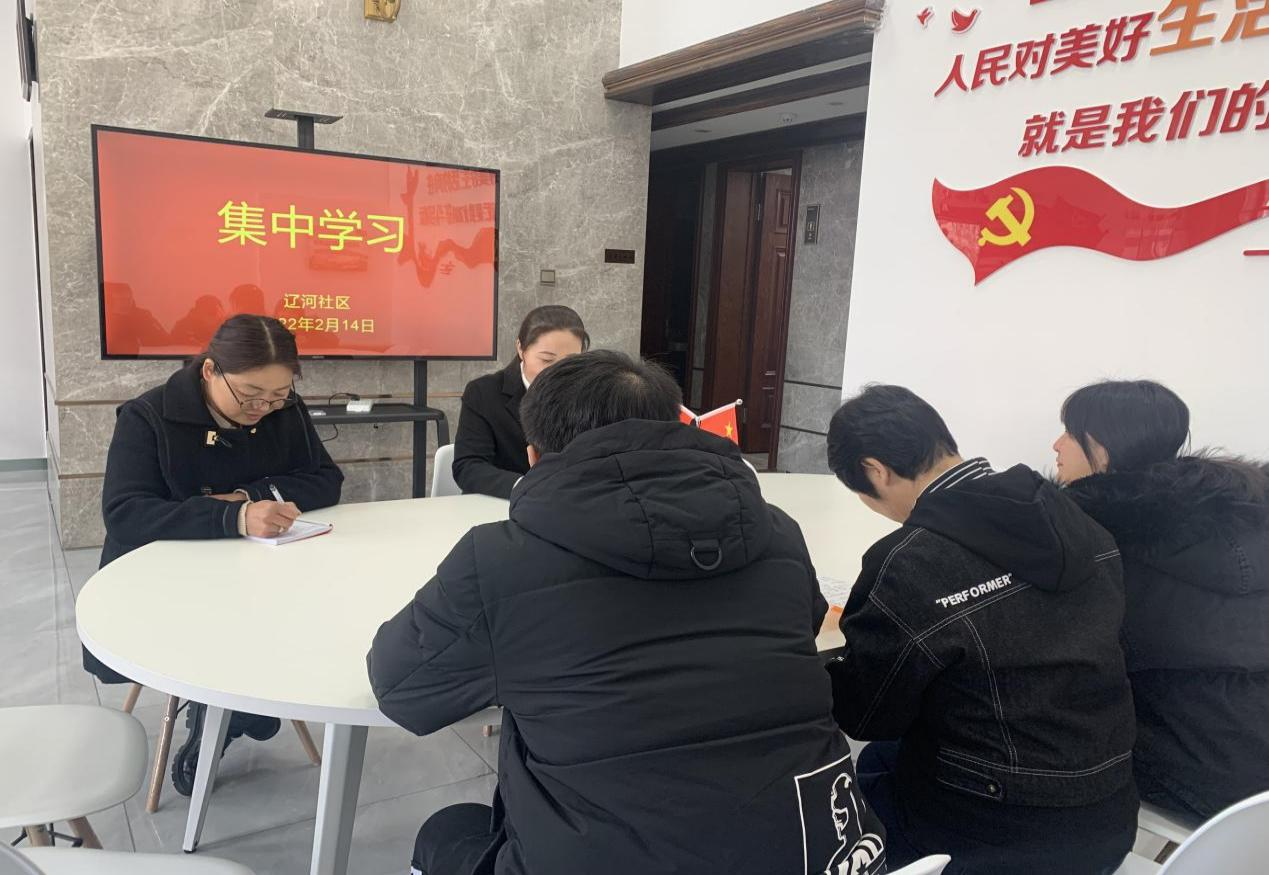 集中学习
辽河社区
22年2月14日
人民对美好生活
就是我们的
"PERFORMER"